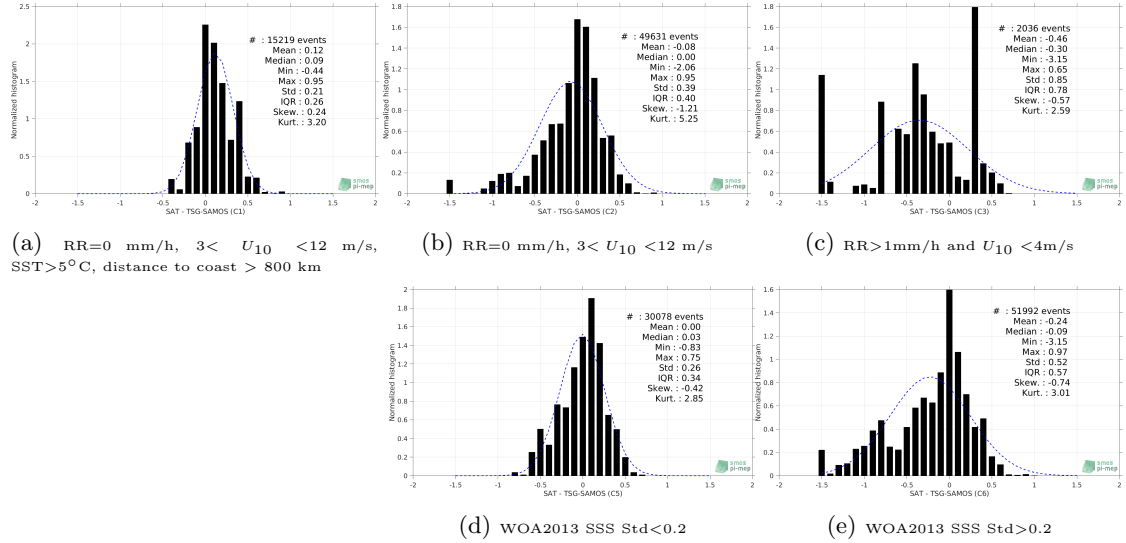 2.5
2
1.5
1
0.5
0
-2 -1.5 -1 -0.5 0 0.5 1 1.5 2
Normalized histogram
SAT - TSG-SAMOS (C1)
# : 15219 events
Mean : 0.12
Median : 0.09
Min : -0.44
Max : 0.95
Std : 0.21
IQR : 0.26
Skew. : 0.24
Kurt. : 3.20
smos
pi-mep
(a) RR=0 mm/h, 3< U10 <12 m/s,
SST>5°C, distance to coast > 800 km
1.8
1.6
1.4
1.2
1
0.8
0.6
0.4
0.2
0
-2 -1.5 -1 -0.5 0 0.5 1 1.5 2
Normalized histogram
SAT - TSG-SAMOS (C2)
# : 49631 events
Mean : -0.08
Median : 0.00
Min : -2.06
Max : 0.95
Std : 0.39
IQR : 0.40
Skew. : -1.21
Kurt. : 5.25
smos
pi-mep
(b) RR=0 mm/h, 3< U10 <12 m/s
1.8
1.6
1.4
1.2
1
0.8
0.6
0.4
0.2
0
-2 -1.5 -1 -0.5 0 0.5 1 1.5 2
Normalized histogram
SAT - TSG-SAMOS (C3)
# : 2036 events
Mean : -0.46
Median : -0.30
Min : -3.15
Max : 0.65
Std : 0.85
IQR : 0.78
Skew. : -0.57
Kurt. : 2.59
smos
pi-mep
(c) RR>1mm/h and U10 <4m/s
2
1.8
1.6
1.4
1.2
1
0.8
0.6
0.4
0.2
0
-2 -1.5 -1 -0.5 0 0.5 1 1.5 2
Normalized histogram
SAT - TSG-SAMOS (C5)
# : 30078 events
Mean : 0.00
Median : 0.03
Min : -0.83
Max : 0.75
Std : 0.26
IQR : 0.34
Skew. : -0.42
Kurt. : 2.85
smos
pi-mep
(d) WOA2013 SSS Std<0.2
1.6
1.4
1.2
1
0.8
0.6
0.4
0.2
0
-2 -1.5 -1 -0.5 0 0.5 1 1.5 2
Normalized histogram
SAT - TSG-SAMOS (C6)
# : 51992 events
Mean : -0.24
Median : -0.09
Min : -3.15
Max : 0.97
Std : 0.52
IQR : 0.57
Skew. : -0.74
Kurt. : 3.01
smos
pi-mep
(e) WOA2013 SSS Std>0.2